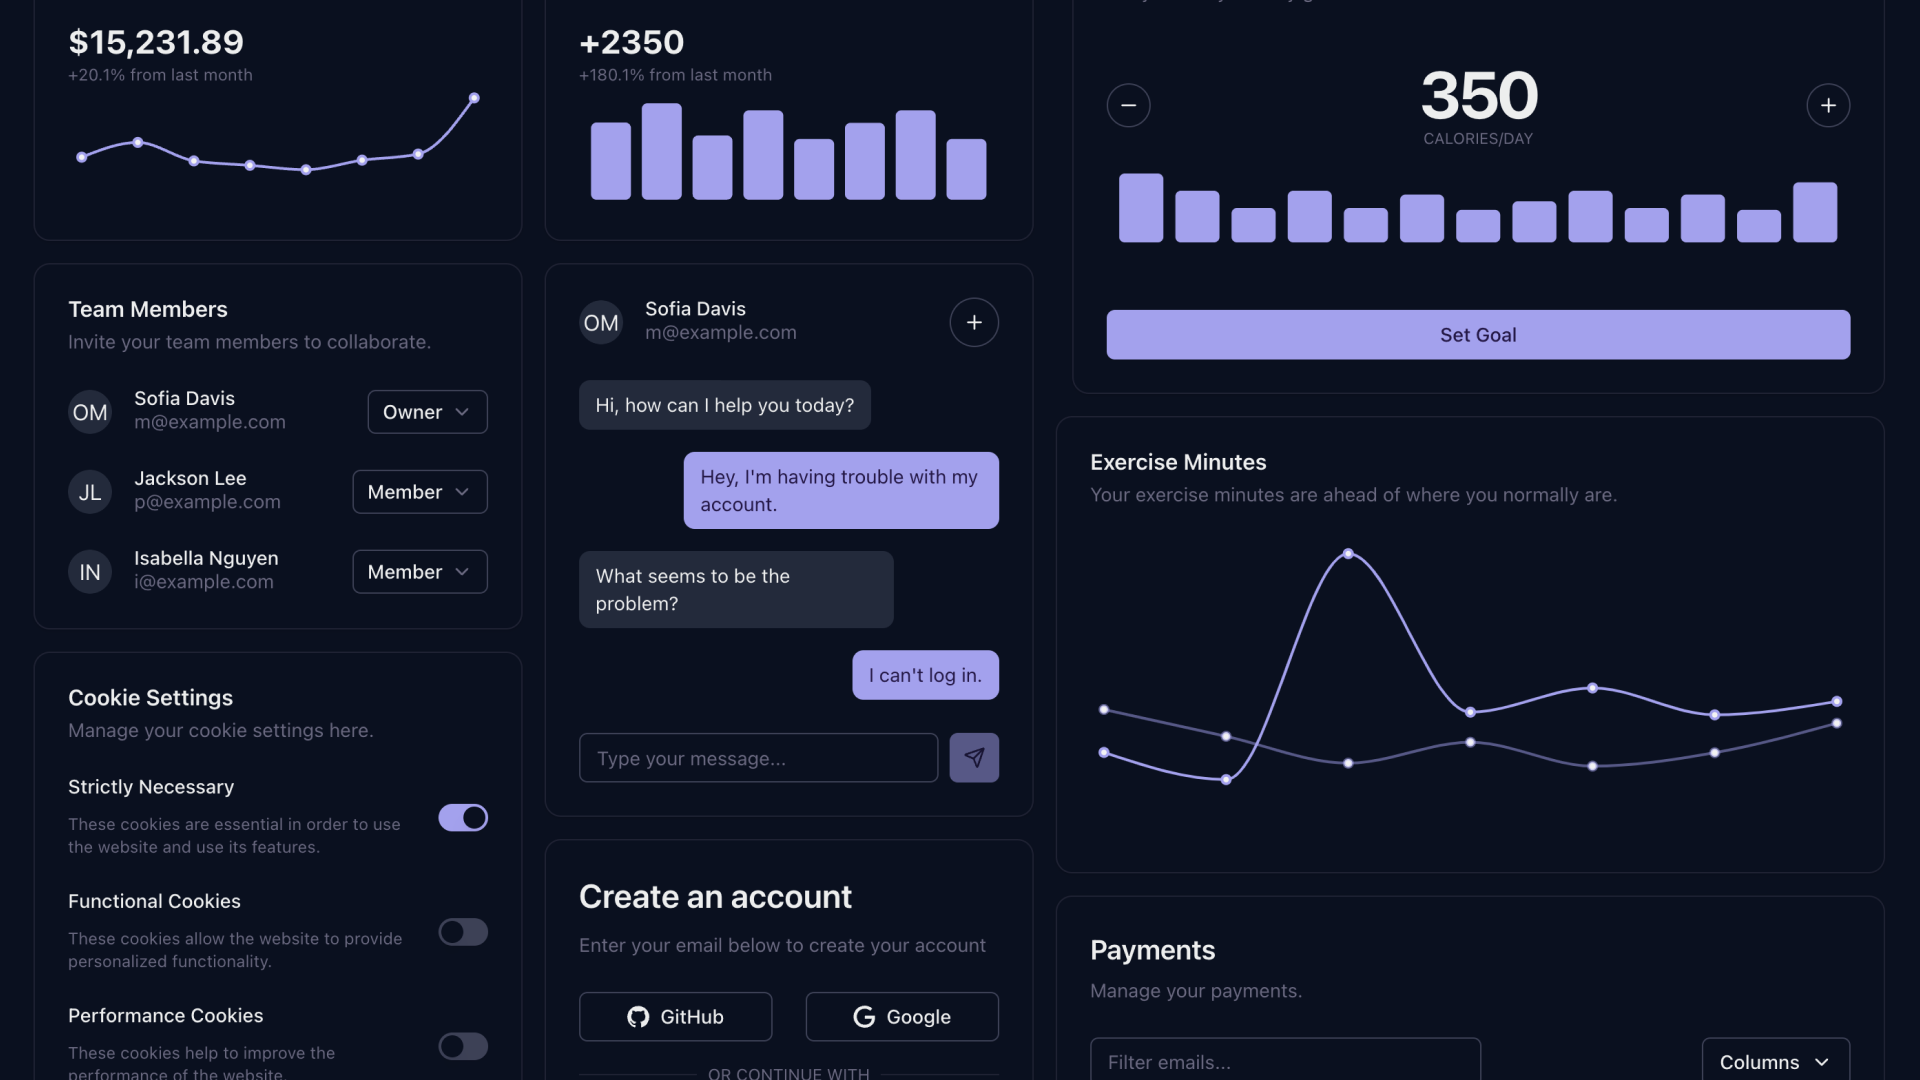 $15,231.89
+20.1% from last month
+2350
+180.1% from last month
350
CALORIES/DAY
Set Goal
Team Members
Invite your team members to collaborate.
OM
Sofia Davis
m@example.com
Owner
JL
Jackson Lee
p@example.com
Member
IN
Isabella Nguyen
i@example.com
Member
Cookie Settings
Manage your cookie settings here.
Strictly Necessary
These cookies are essential in order to use
the website and use its features.
Functional Cookies
These cookies allow the website to provide
personalized functionality.
Performance Cookies
These cookies help to improve the
performance of the website.
OM
Sofia Davis
m@example.com
Hi, how can I help you today?
Hey, I'm having trouble with my
account.
What seems to be the
problem?
I can't log in.
Type your message...
Create an account
Enter your email below to create your account
GitHub
Google
OR CONTINUE WITH
Exercise Minutes
Your exercise minutes are ahead of where you normally are.
Payments
Manage your payments.
Filter emails...
Columns